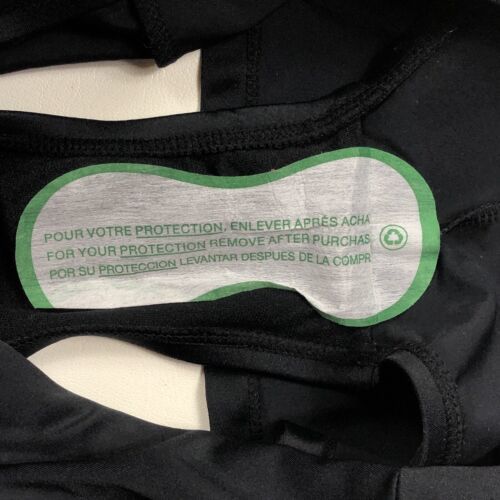 POUR VOTRE PROTECTION, ENLEVER APRÈS ACHA
FOR YOUR PROTECTION REMOVE AFTER PURCHAS
POR SU PROTECCION LEVANTAR DESPUES DE LA COMPR